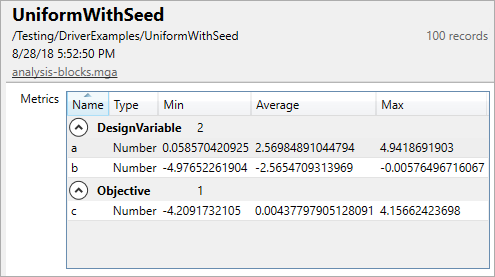 UniformWithSeed
/Testing/DriverExamples/UniformWithSeed 100 records
8/28/18 5:52:50 PM
analysis-blocks.mga
Metrics Name Type Min Average Max
DesignVariable 2
a Number 0.058570420925 2.56984891044794 4.9418691903
b Number -4.97652261904 -2.5654709313969 -0.00576496716067
Objective 1
c Number -4.2091732105 0.00437797905128091 4.15662423698